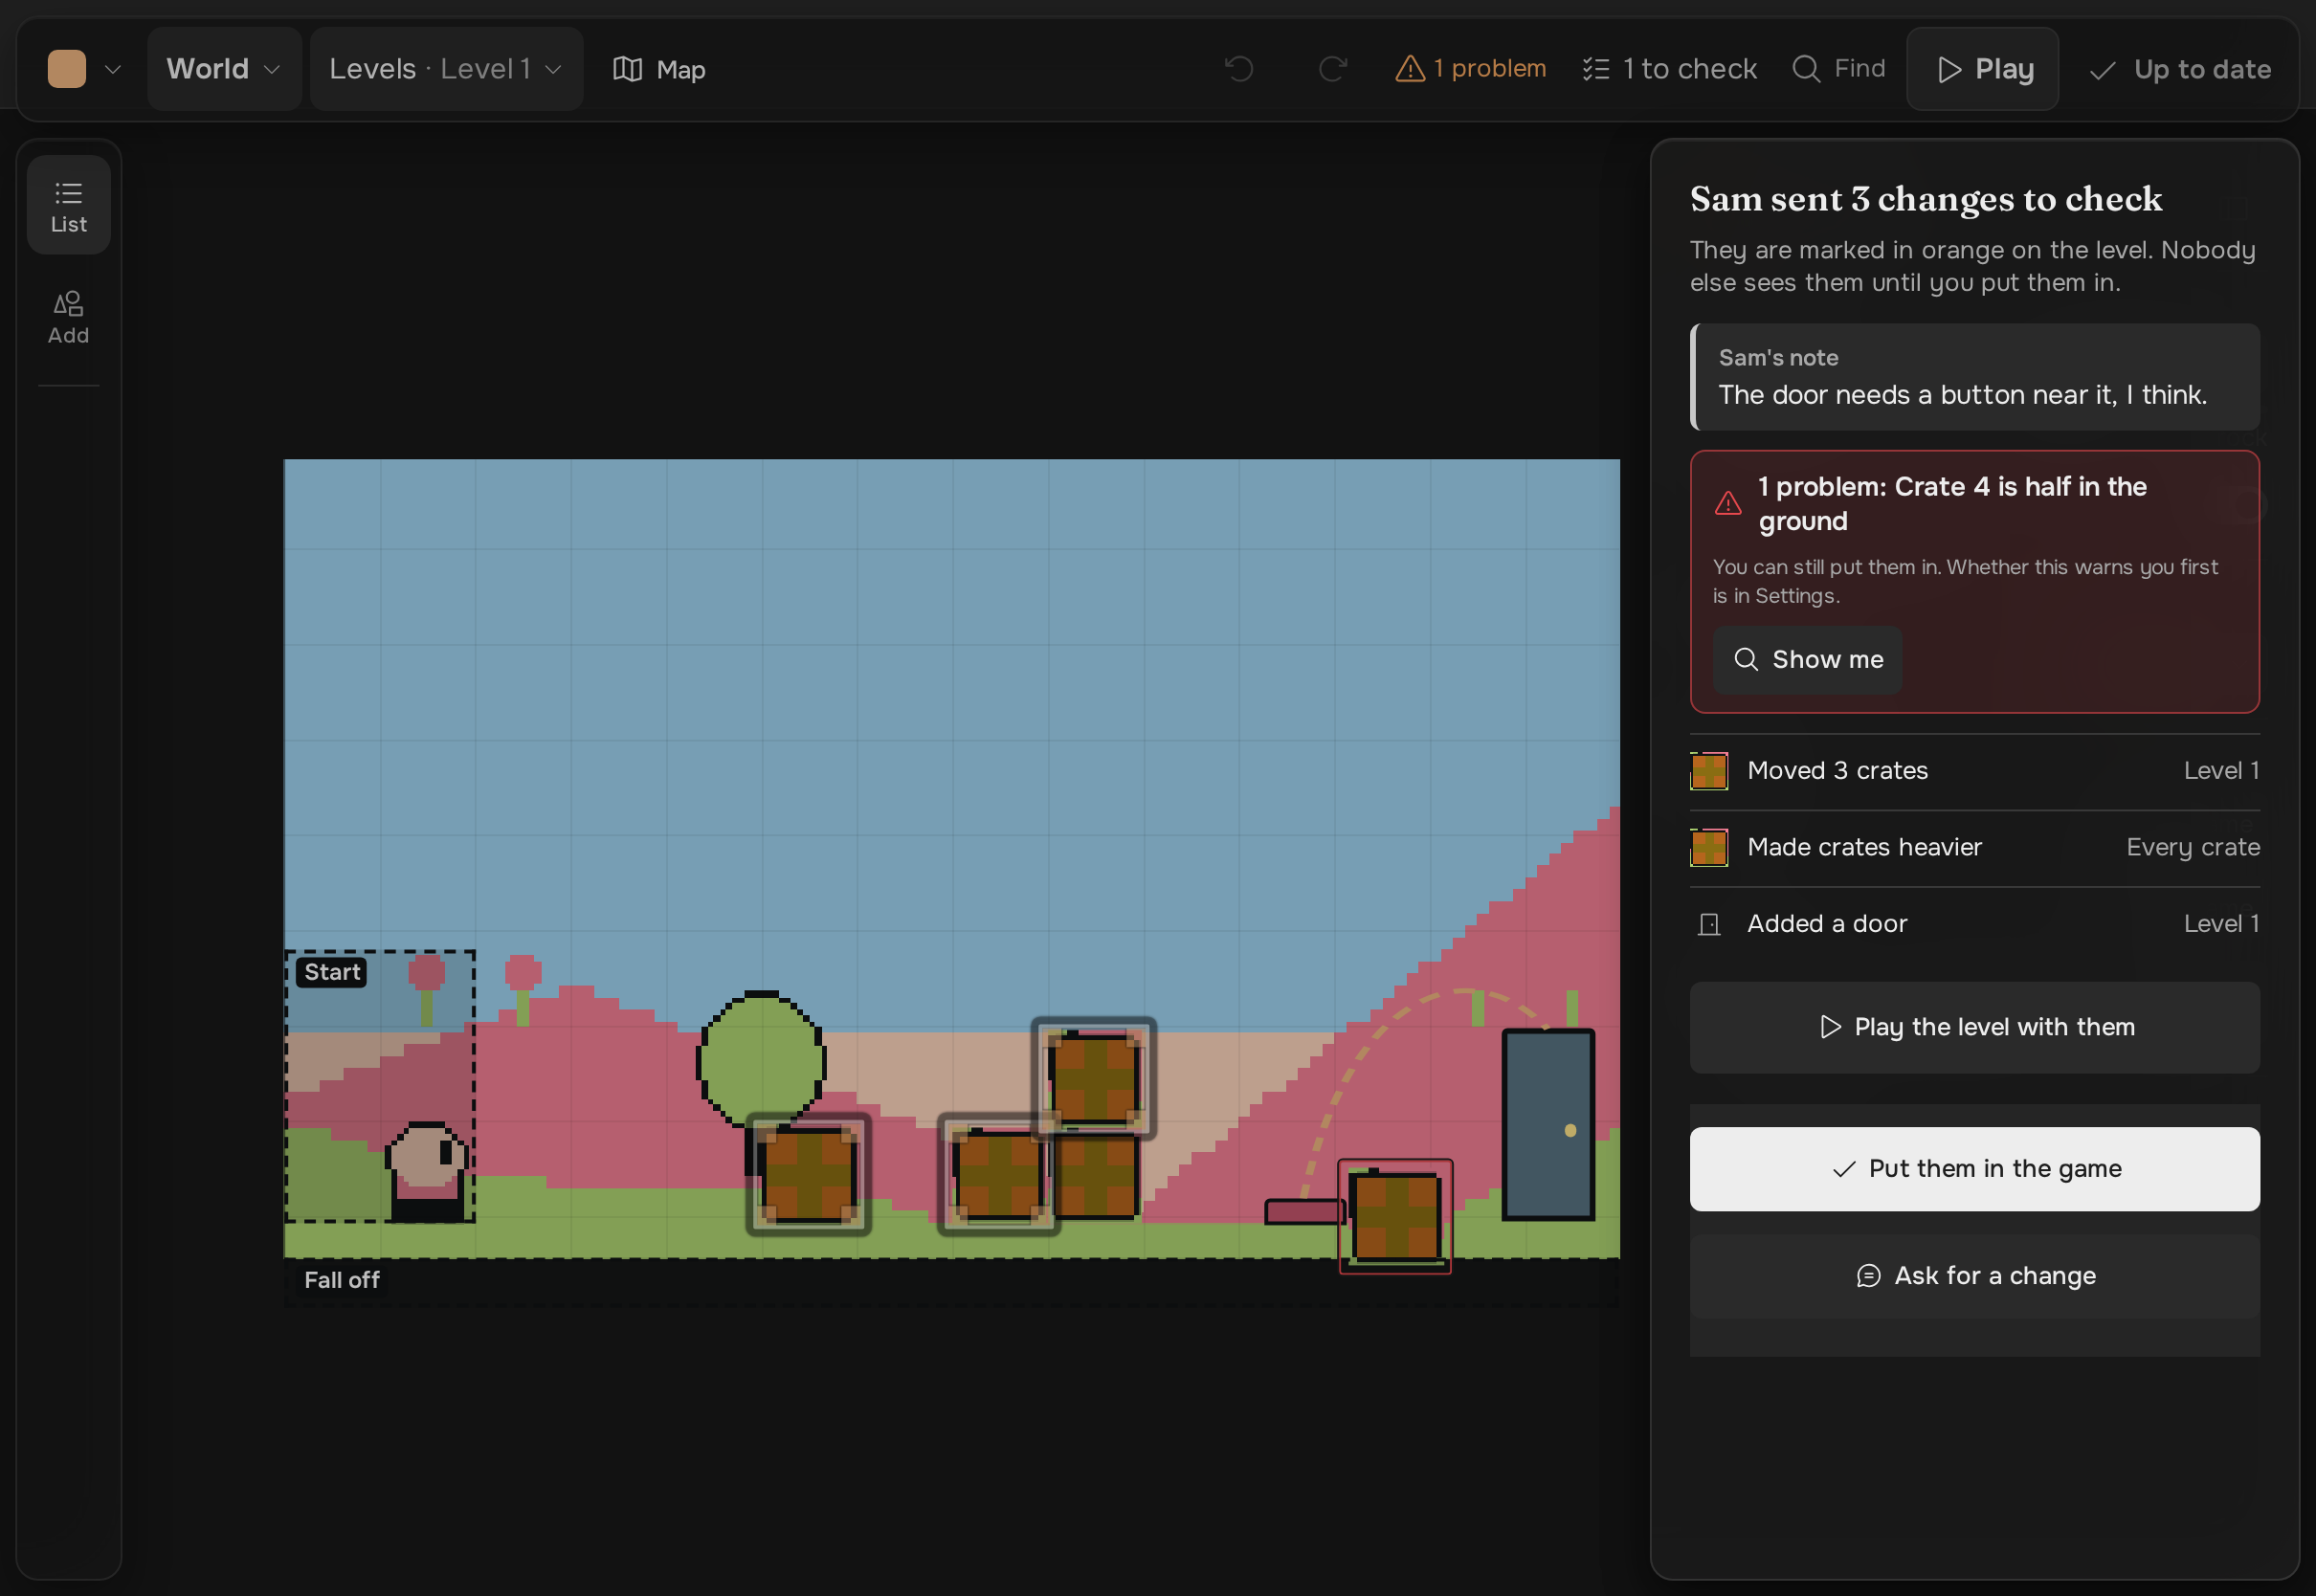 World
Levels · Level 1
Map
1 problem
1 to check
Find
Play
Up to date
List
Add
Start
Fall off
Sam sent 3 changes to check
They are marked in orange on the level. Nobody
else sees them until you put them in.
Sam's note
The door needs a button near it, I think.
1 problem: Crate 4 is half in the
ground
You can still put them in. Whether this warns you first
is in Settings.
Show me
Moved 3 crates
Level 1
Made crates heavier
Every crate
Added a door
Level 1
Play the level with them
Put them in the game
Ask for a change